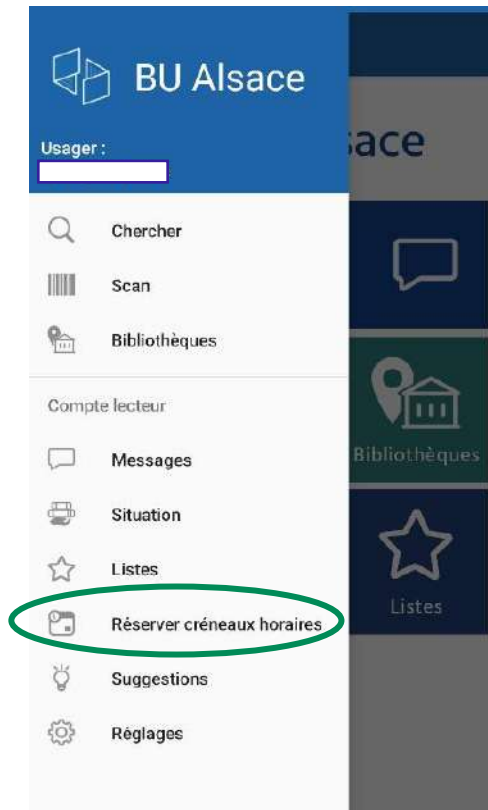 BU Alsace
sace
Usager :
Chercher
Scan
Bibliothèques
Compte lecteur
Messages
Bibliothèques
Situation
Listes
Listes
Réserver créneaux horaires
Suggestions
Réglages